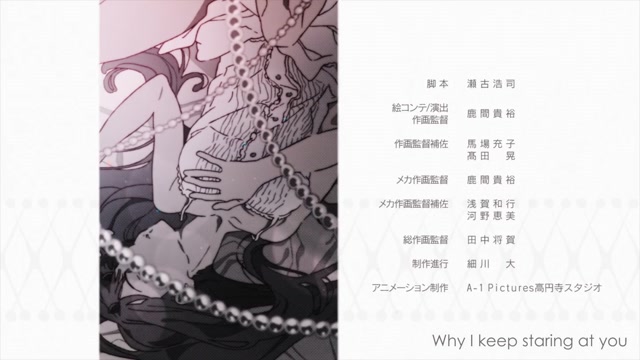 脚本 瀬古浩司
絵コンテ/演出
作画監督 鹿間貴裕
作画監督補佐 馬場充子
髙田 晃
メカ作画監督 鹿間貴裕
メカ作画監督補佐 浅賀和行
河野恵美
総作画監督 田中将賀
制作進行 細川 大
アニメーション制作 A-1 Pictures高円寺スタジオ
Why I keep staring at you